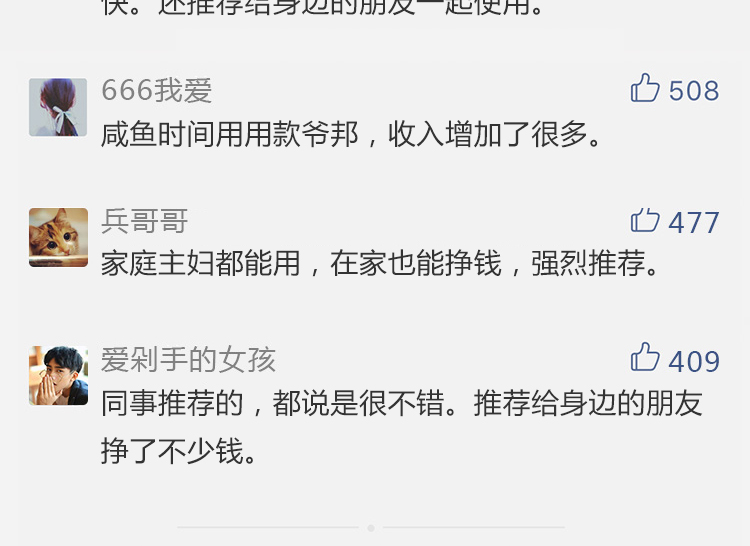 快。还推荐给身边的朋友一起使用。
666我爱
508
咸鱼时间用用款爷邦，收入增加了很多。
兵哥哥
477
家庭主妇都能用，在家也能挣钱，强烈推荐。
爱剁手的女孩
409
同事推荐的，都说是很不错。推荐给身边的朋友
挣了不少钱。